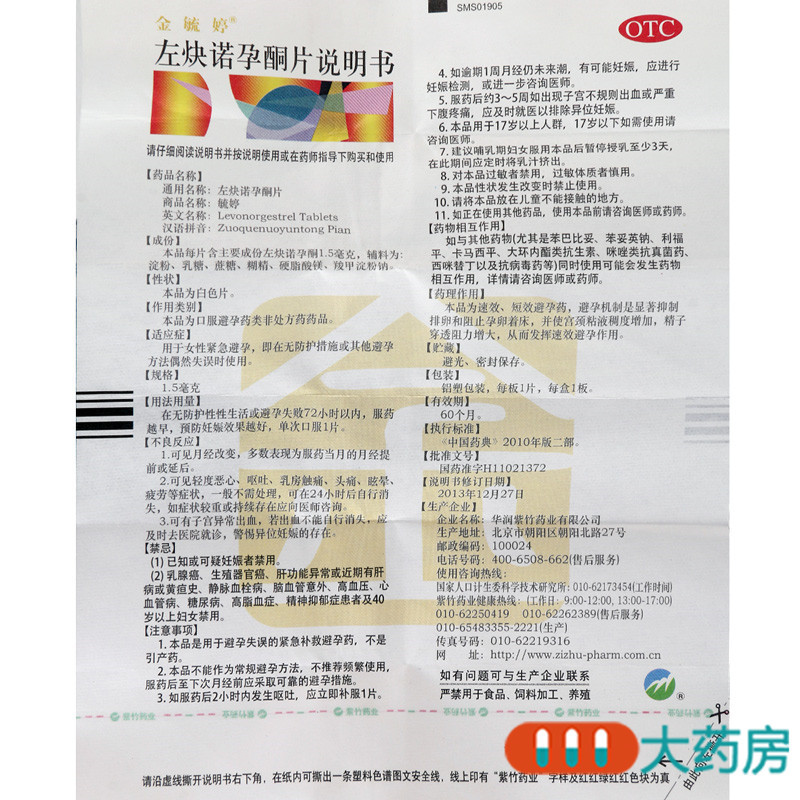 金毓婷®
左炔诺孕酮片说明书
请仔细阅读说明书并按说明使用或在药师指导下购买和使用
【药品名称】
通用名称：左炔诺孕酮片
商品名称：毓婷
英文名称：Levonorgestrel Tablets
汉语拼音：Zuoquenuoyuntong Pian
【成份】
本品每片含主要成份左炔诺孕酮1.5毫克，辅料为：
淀粉、乳糖、蔗糖、糊精、硬脂酸镁、羧甲淀粉钠。
【性状】
本品为白色片。
【作用类别】
本品为口服避孕药类非处方药药品。
【适应症】
用于女性紧急避孕，即在无防护措施或其他避孕
方法偶然失误时使用。
【规格】
1.5毫克
【用法用量】
在无防护性性生活或避孕失败72小时以内，服药
越早，预防妊娠效果越好，单次口服1片。
【不良反应】
1.可见月经改变，多数表现为服药当月的月经提
前或延后。
2.可见轻度恶心、呕吐、乳房触痛、头痛、眩晕、
疲劳等症状，一般不需处理，可在24小时后自行消
失，如症状较重或持续存在应向医师咨询。
3.可有子宫异常出血，若出血不能自行消失，应
及时去医院就诊，警惕异位妊娠的存在。
【禁忌】
(1) 已知或可疑妊娠者禁用。
(2) 乳腺癌、生殖器官癌、肝功能异常或近期有肝
病或黄疸史、静脉血栓病、脑血管意外、高血压、心
血管病、糖尿病、高脂血症、精神抑郁症患者及40
岁以上妇女禁用。
【注意事项】
1.本品是用于避孕失误的紧急补救避孕药，不是
引产药。
2.本品不能作为常规避孕方法，不推荐频繁使用，
服药后至下次月经前应采取可靠的避孕措施。
3.如服药后2小时内发生呕吐，应立即补服1片。
SMS01905
OTC
4.如逾期1周月经仍未来潮，有可能妊娠，应进行
妊娠检测，或进一步咨询医师。
5.服药后约3～5周如出现子宫不规则出血或严重
下腹疼痛，应及时就医以排除异位妊娠。
6.本品用于17岁以上人群，17岁以下如需使用请
咨询医师。
7.建议哺乳期妇女服用本品后暂停授乳至少3天，
在此期间应定时将乳汁挤出。
8.对本品过敏者禁用，过敏体质者慎用。
9.本品性状发生改变时禁止使用。
10.请将本品放在儿童不能接触的地方。
11.如正在使用其他药品，使用本品前请咨询医师或药师。
【药物相互作用】
如与其他药物(尤其是苯巴比妥、苯妥英钠、利福
平、卡马西平、大环内酯类抗生素、咪唑类抗真菌药、
西咪替丁以及抗病毒药等)同时使用可能会发生药物
相互作用，详情请咨询医师或药师。
【药理作用】
本品为速效、短效避孕药，避孕机制是显著抑制
排卵和阻止孕卵着床，并使宫颈粘液稠度增加，精子
穿透阻力增大，从而发挥速效避孕作用。
【贮藏】
避光、密封保存。
【包装】
铝塑包装，每板1片，每盒1板。
【有效期】
60个月。
【执行标准】
《中国药典》2010年版二部。
【批准文号】
国药准字H11021372
【说明书修订日期】
2013年12月27日
【生产企业】
企业名称：华润紫竹药业有限公司
生产地址：北京市朝阳区朝阳北路27号
邮政编码：100024
电话号码：400-6508-662(售后服务)
使用咨询热线：
国家人口计生委科学技术研究所：010-62173454(工作时间)
紫竹药业健康热线：(工作日：9:00-12:00, 13:00-17:00)
010-62250419 010-62262389(售后服务)
010-65483355-2221(生产)
传真号码：010-62219316
网　址：http://www.zizhu-pharm.com.cn
如有问题可与生产企业联系
严禁用于食品、饲料加工、养殖
®
大药房
请沿虚线撕开说明书右下角，在纸内可撕出一条塑料色谱图文安全线，线上印有“紫竹药业”字样及红红绿红红色块为真